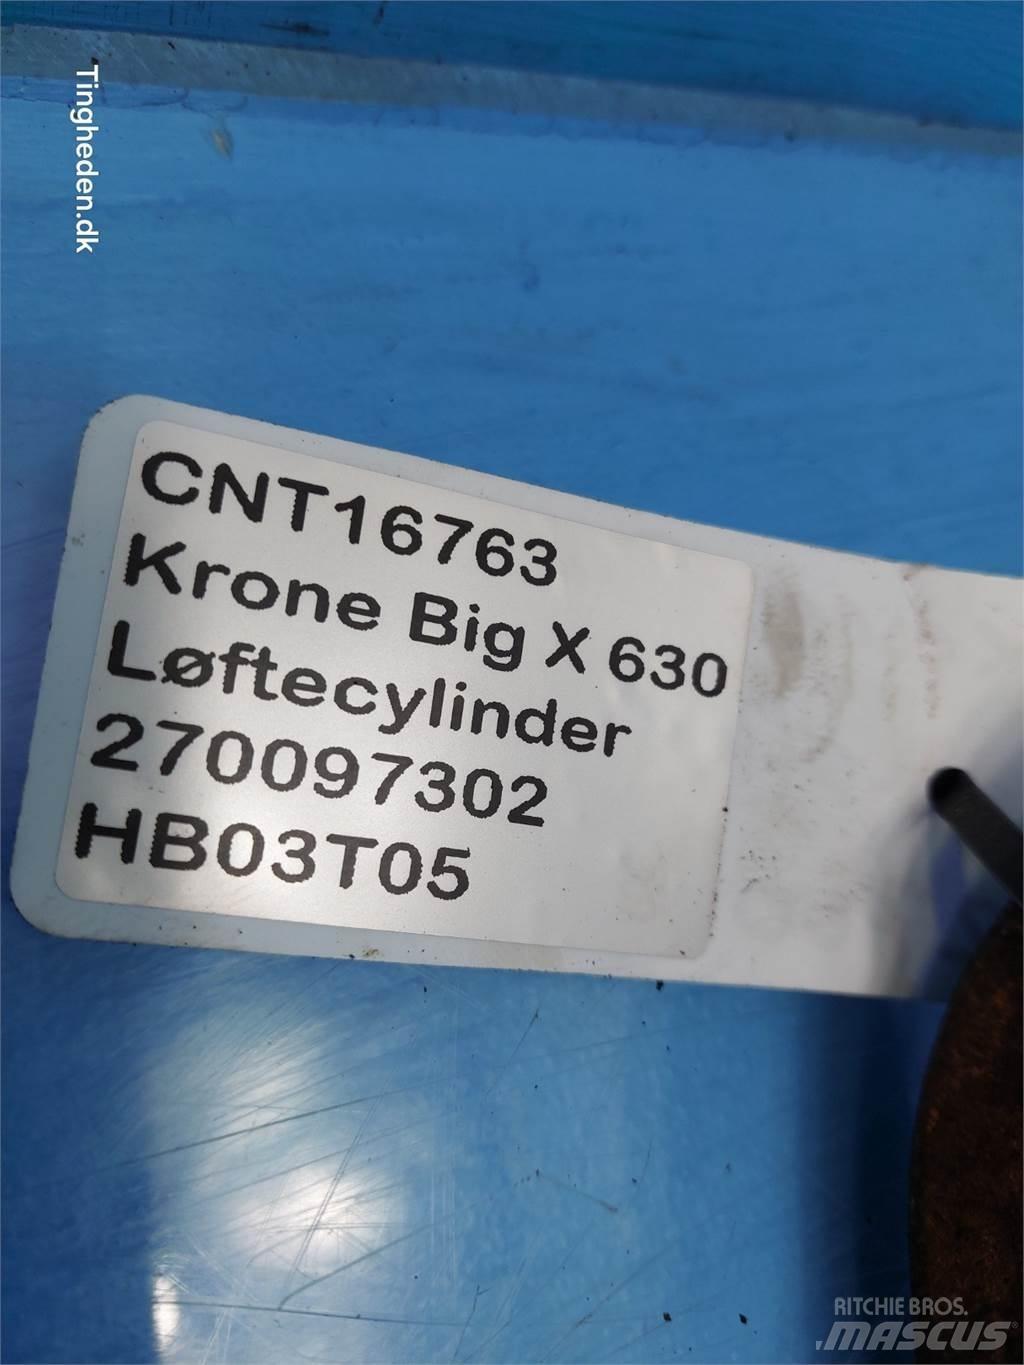 Tingheden.dk
CNT16763
Krone Big X 630
Løftecylinder
270097302
HB03T05
RITCHIE BROS.
MASCUS